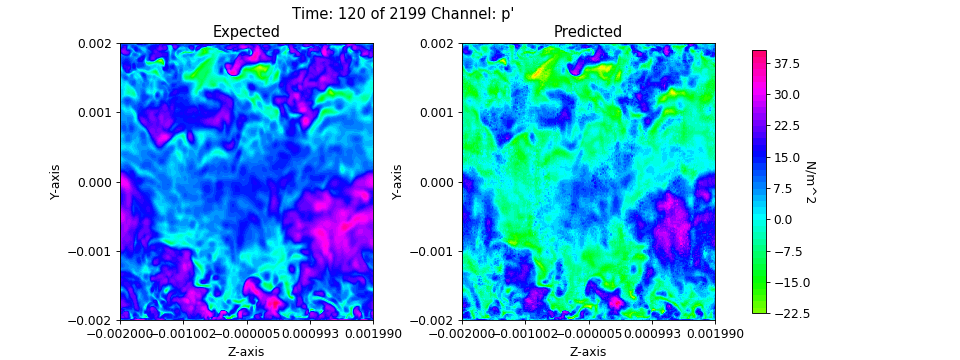 Time: 120 of 2199 Channel: p'
Expected
Predicted
0.002
0.001
0.000
−0.001
−0.002
Y-axis
−0.002000 −0.001002 −0.000005 0.000993 0.001990
Z-axis
0.002
0.001
0.000
−0.001
−0.002
Y-axis
−0.002000 −0.001002 −0.000005 0.000993 0.001990
Z-axis
37.5
30.0
22.5
15.0
7.5
0.0
−7.5
−15.0
−22.5
N/m^2